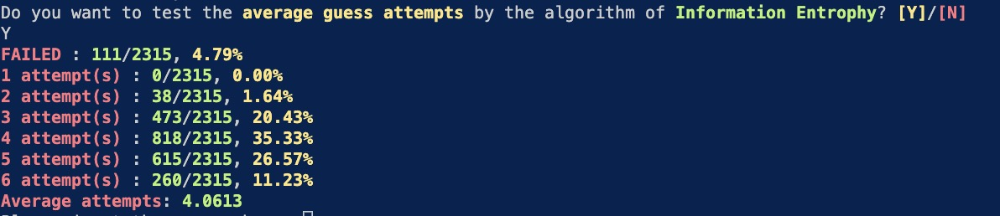 Do you want to test the average guess attempts by the algorithm of Information Entrophy? [Y]/[N]
Y
FAILED : 111/2315, 4.79%
1 attempt(s) : 0/2315, 0.00%
2 attempt(s) : 38/2315, 1.64%
3 attempt(s) : 473/2315, 20.43%
4 attempt(s) : 818/2315, 35.33%
5 attempt(s) : 615/2315, 26.57%
6 attempt(s) : 260/2315, 11.23%
Average attempts: 4.0613